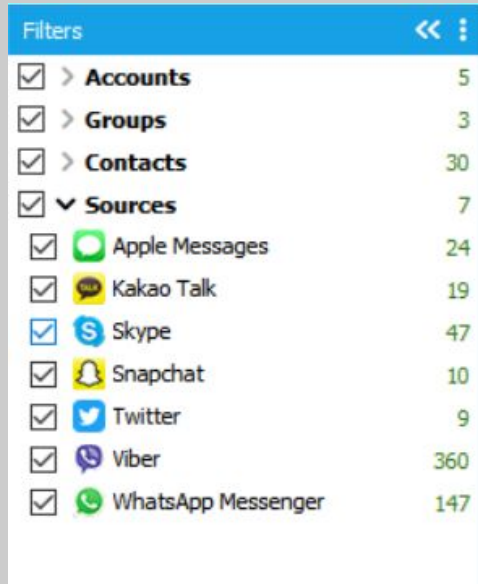 Filters
Accounts 5
Groups 3
Contacts 30
Sources 7
Apple Messages 24
TALK Kakao Talk 19
S Skype 47
Snapchat 10
Twitter 9
Viber 360
WhatsApp Messenger 147